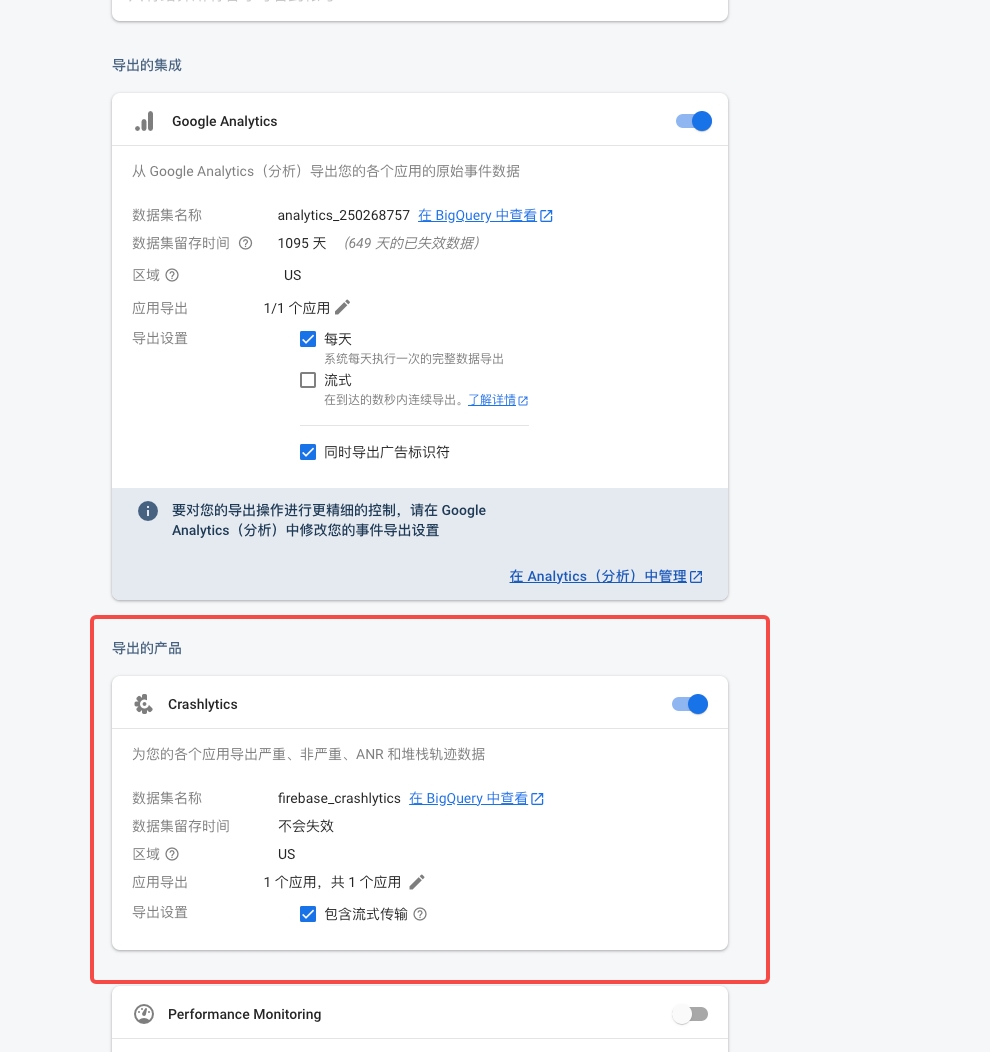 导出的集成
Google Analytics
从 Google Analytics（分析）导出您的各个应用的原始事件数据
数据集名称 analytics_250268757 在 BigQuery 中查看
数据集留存时间 1095 天 （649 天的已失效数据）
区域 US
应用导出 1/1 个应用
导出设置 每天
系统每天执行一次的完整数据导出
流式
在到达的数秒内连续导出。了解详情
同时导出广告标识符
要对您的导出操作进行更精细的控制，请在 Google
Analytics（分析）中修改您的事件导出设置
在 Analytics（分析）中管理
导出的产品
Crashlytics
为您的各个应用导出严重、非严重、ANR 和堆栈轨迹数据
数据集名称 firebase_crashlytics 在 BigQuery 中查看
数据集留存时间 不会失效
区域 US
应用导出 1 个应用，共 1 个应用
导出设置 包含流式传输
Performance Monitoring